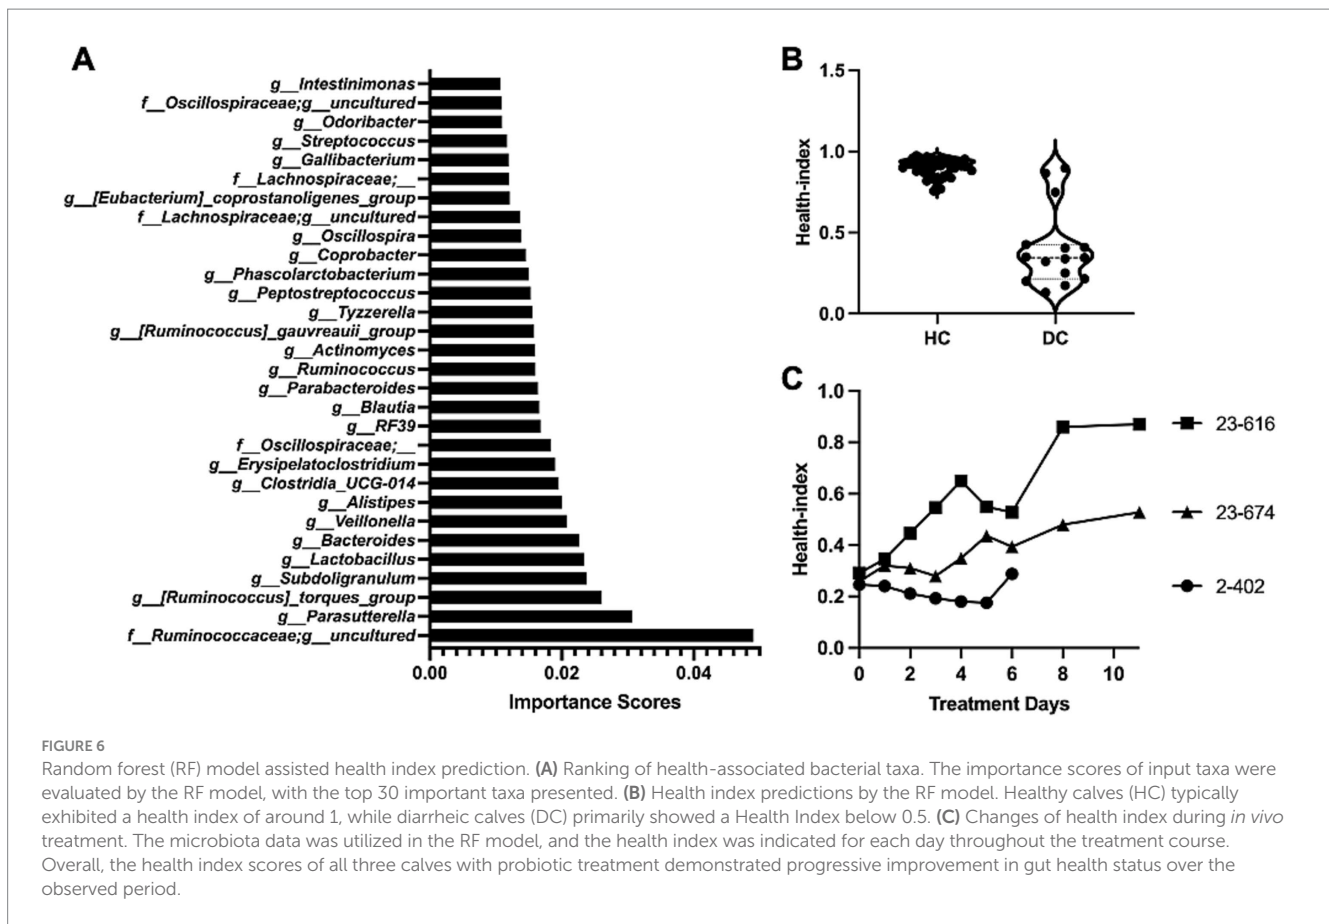 A
g__Intestinimonas
f__Oscillospiraceae;g__uncultured
g__Odoribacter
g__Streptococcus
g__Gallibacterium
f__Lachnospiraceae;__
g__[Eubacterium]_coprostanoligenes_group
f__Lachnospiraceae;g__uncultured
g__Oscillospira
g__Coprobacter
g__Phascolarctobacterium
g__Peptostreptococcus
g__Tyzzerella
g__[Ruminococcus]_gauvreauii_group
g__Actinomyces
g__Ruminococcus
g__Parabacteroides
g__Blautia
g__RF39
f__Oscillospiraceae;__
g__Erysipelatoclostridium
g__Clostridia_UCG-014
g__Alistipes
g__Veillonella
g__Bacteroides
g__Lactobacillus
g__Subdoligranulum
g__[Ruminococcus]_torques_group
g__Parasutterella
f__Ruminococcaceae;g__uncultured
0.00 0.02 0.04
Importance Scores
B
Health-index
1.5
1.0
0.5
0.0
HC DC
C
Health-index
1.0
0.8
0.6
0.4
0.2
0.0
0 2 4 6 8 10
Treatment Days
23-616
23-674
2-402
FIGURE 6
Random forest (RF) model assisted health index prediction. (A) Ranking of health-associated bacterial taxa. The importance scores of input taxa were
evaluated by the RF model, with the top 30 important taxa presented. (B) Health index predictions by the RF model. Healthy calves (HC) typically
exhibited a health index of around 1, while diarrheic calves (DC) primarily showed a Health Index below 0.5. (C) Changes of health index during in vivo
treatment. The microbiota data was utilized in the RF model, and the health index was indicated for each day throughout the treatment course.
Overall, the health index scores of all three calves with probiotic treatment demonstrated progressive improvement in gut health status over the
observed period.